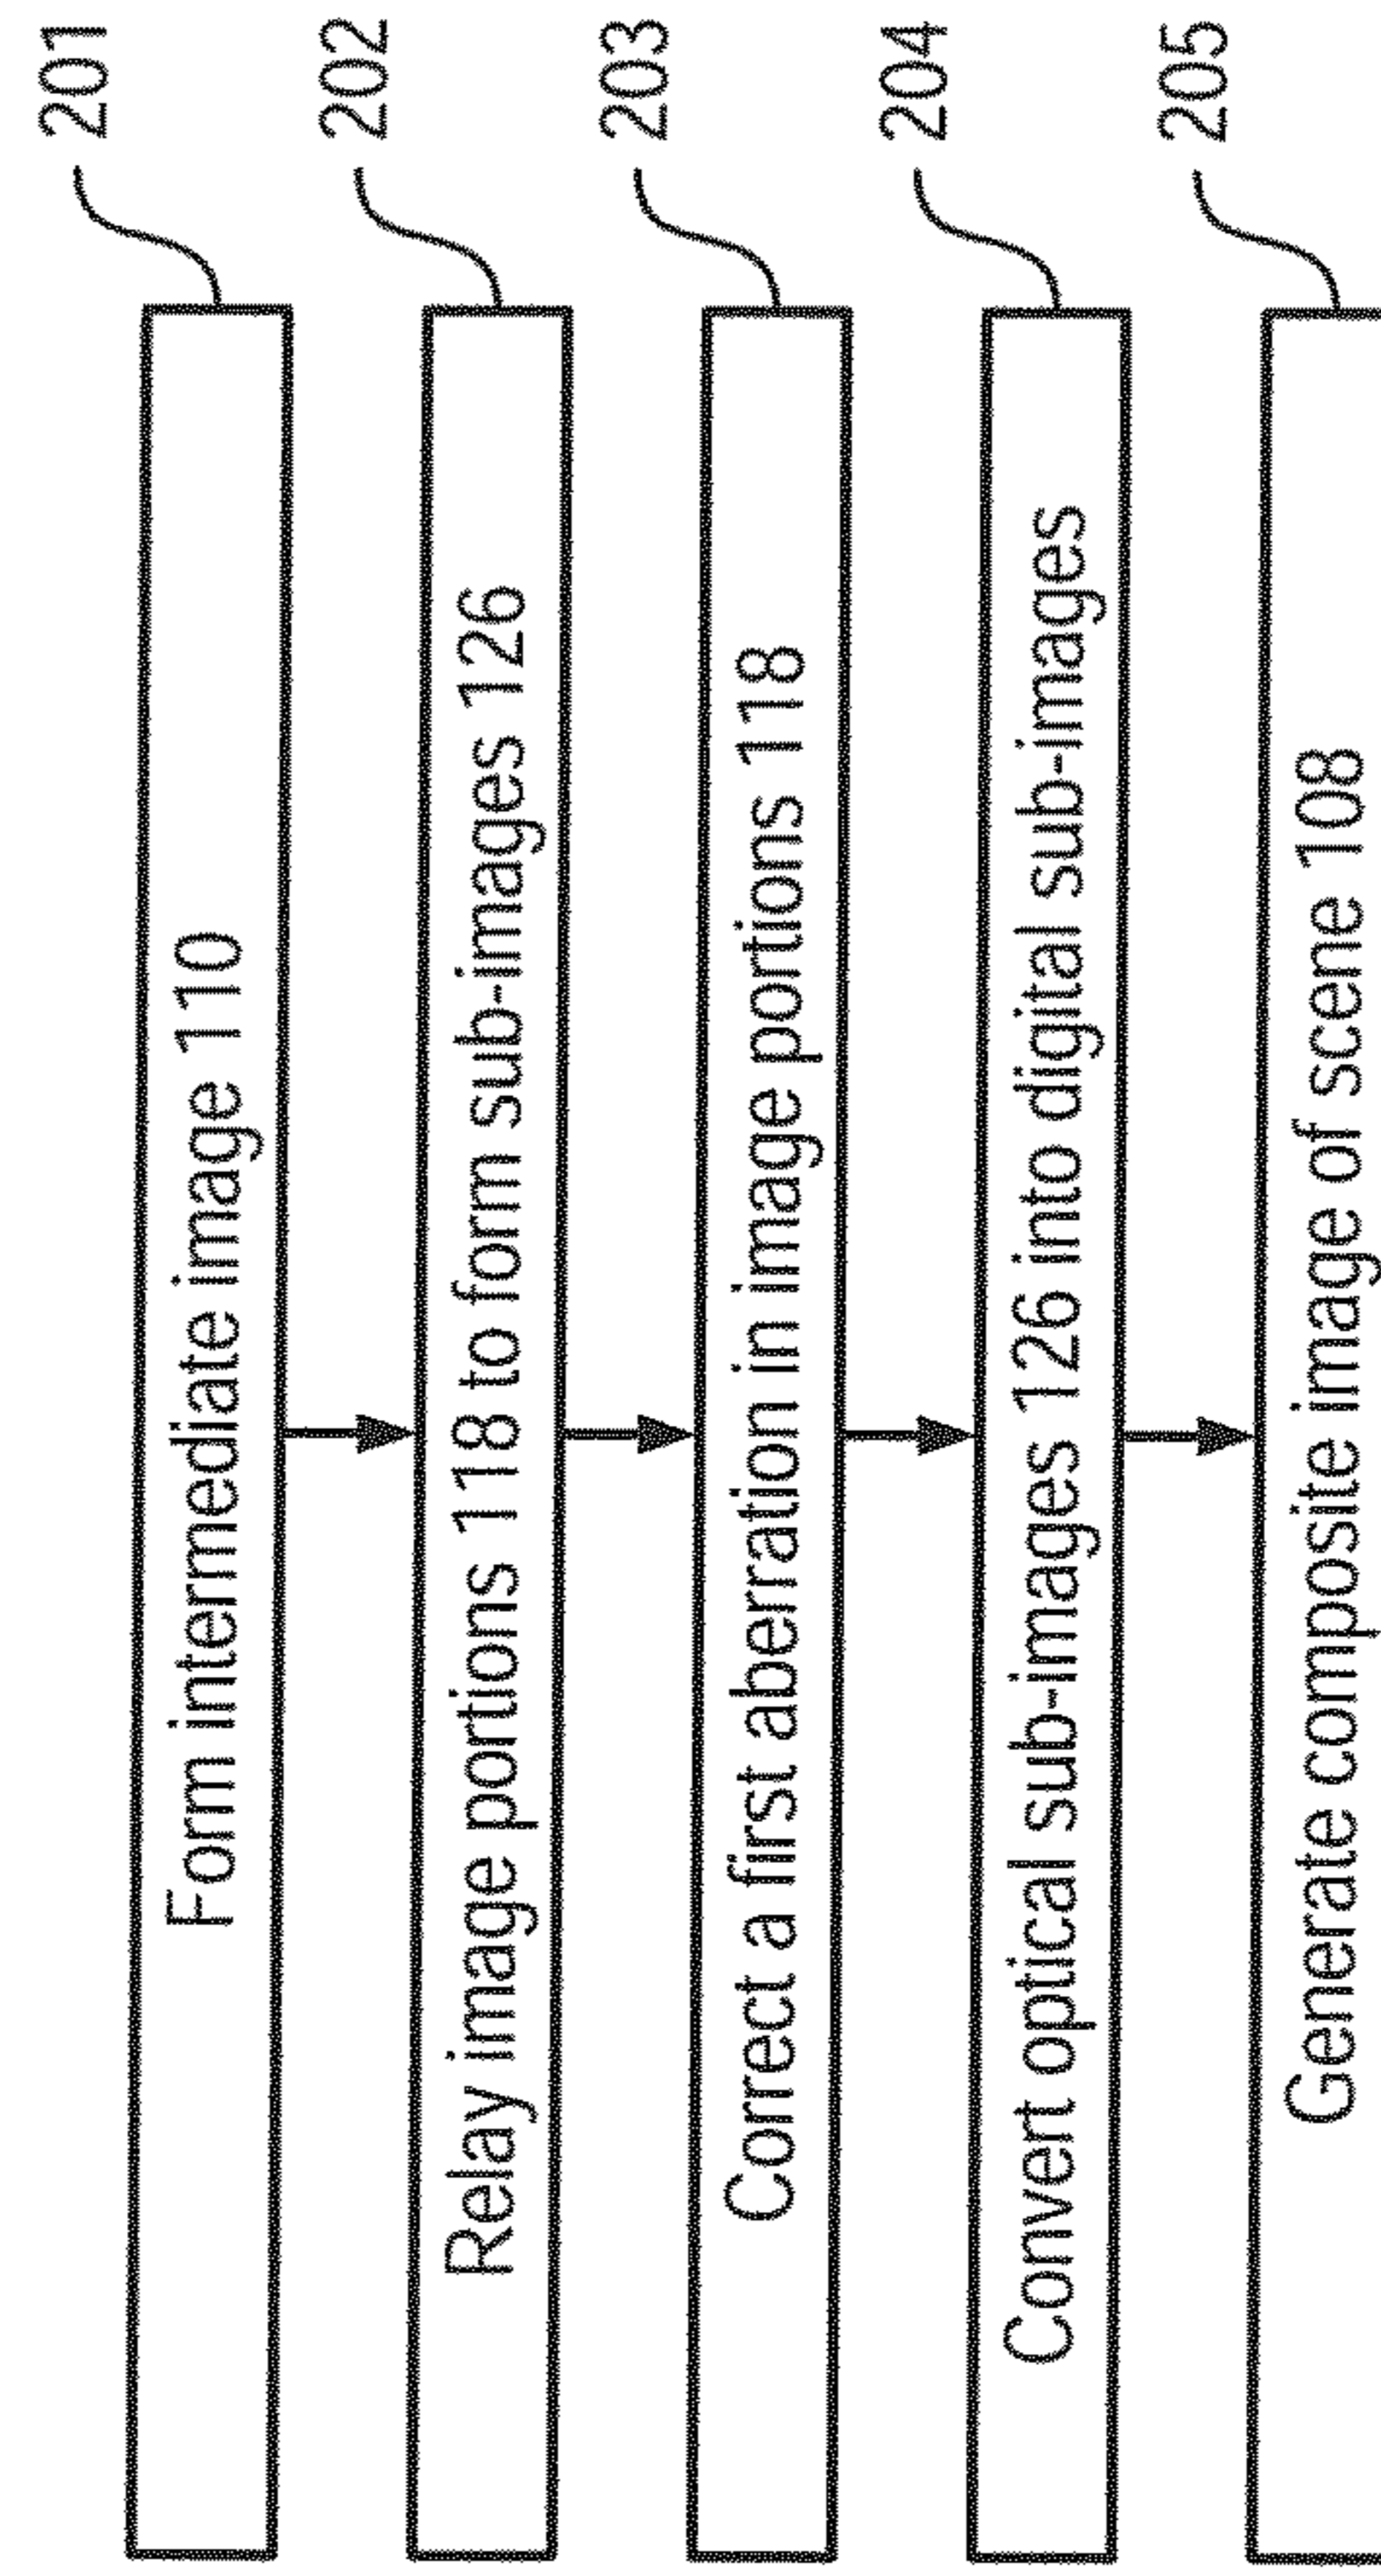 201
Form intermediate image 110
202
Relay image portions 118 to form sub-images 126
203
Correct a first aberration in image portions 118
204
Convert optical sub-images 126 into digital sub-images
205
Generate composite image of scene 108